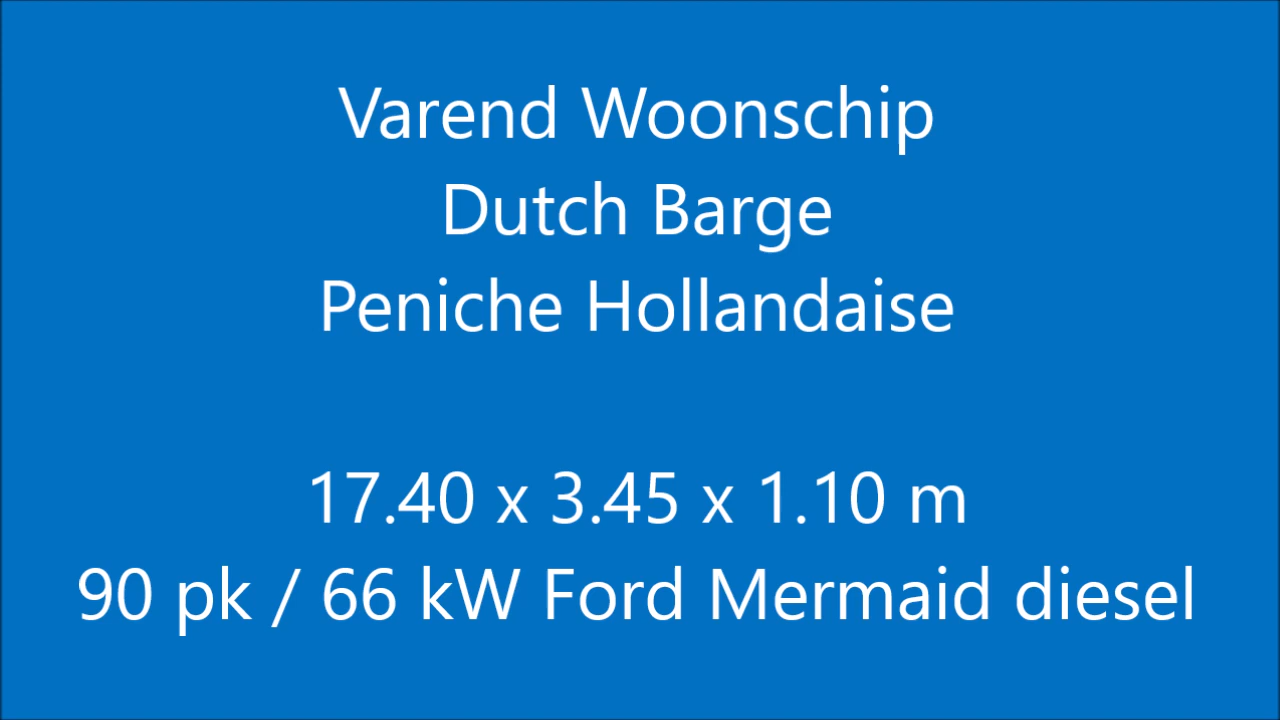 Varend Woonschip
Dutch Barge
Peniche Hollandaise
17.40 x 3.45 x 1.10 m
90 pk / 66 kW Ford Mermaid diesel